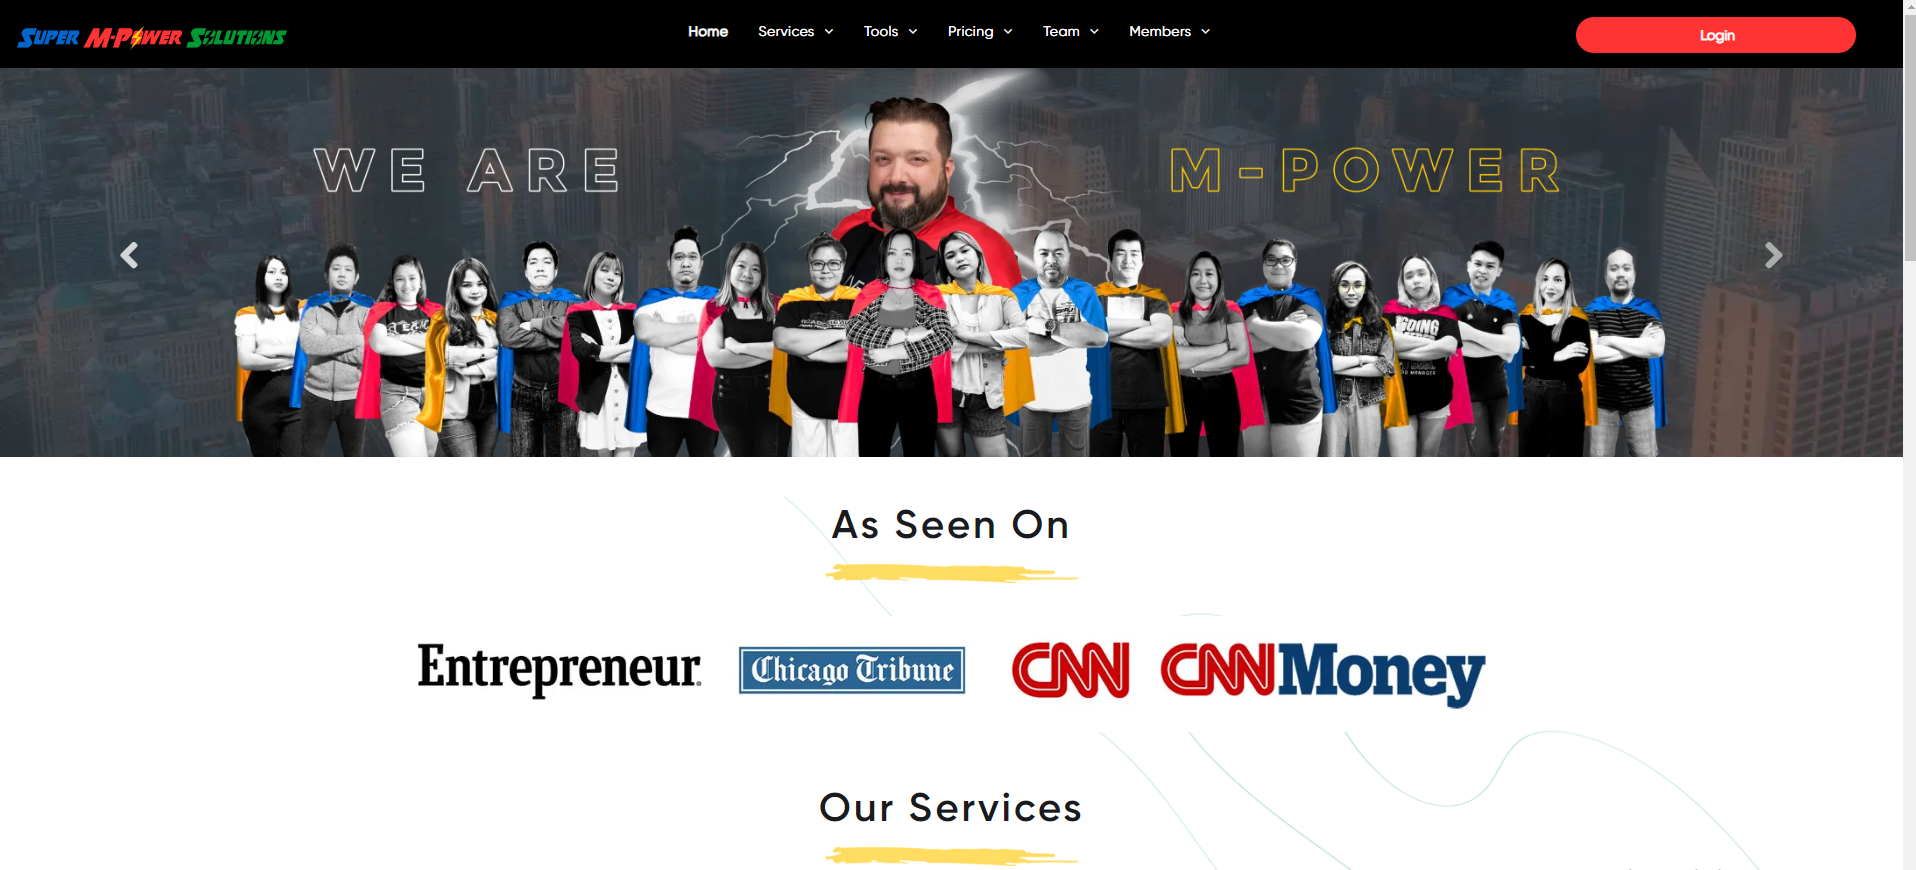 SUPER M-POWER SOLUTIONS
Home Services Tools Pricing Team Members Login
WE ARE M-POWER
As Seen On
Entrepreneur
Chicago Tribune
CNN
CNNMoney
Our Services